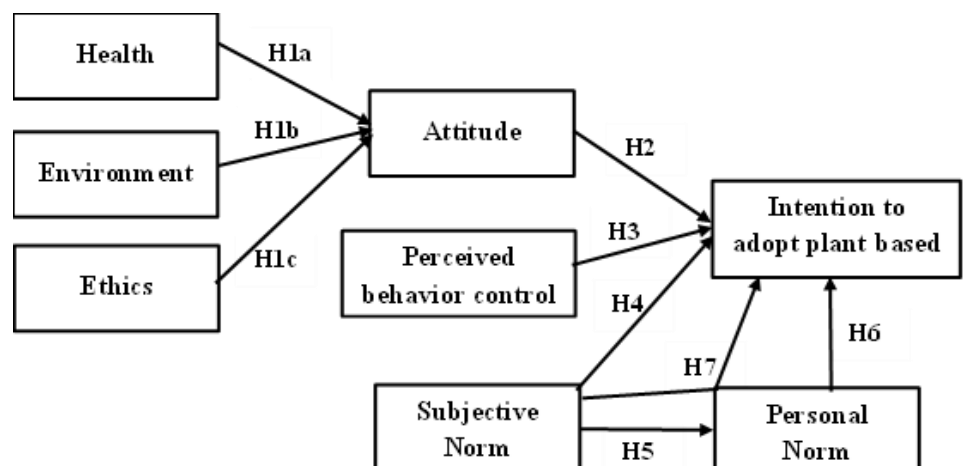 Health
H1a
Environment
H1b
Ethics
H1c
Attitude
H2
Perceived
behavior control
H3
Intention to
adopt plant based
H4
H7
H6
Subjective
Norm
H5
Personal
Norm